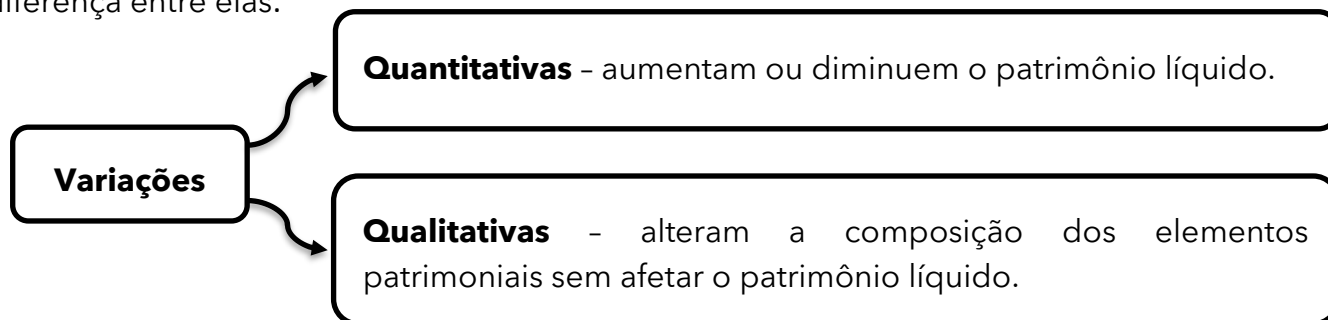 diferença entre elas:
Quantitativas – aumentam ou diminuem o patrimônio líquido.
Variações
Qualitativas – alteram a composição dos elementos
patrimoniais sem afetar o patrimônio líquido.